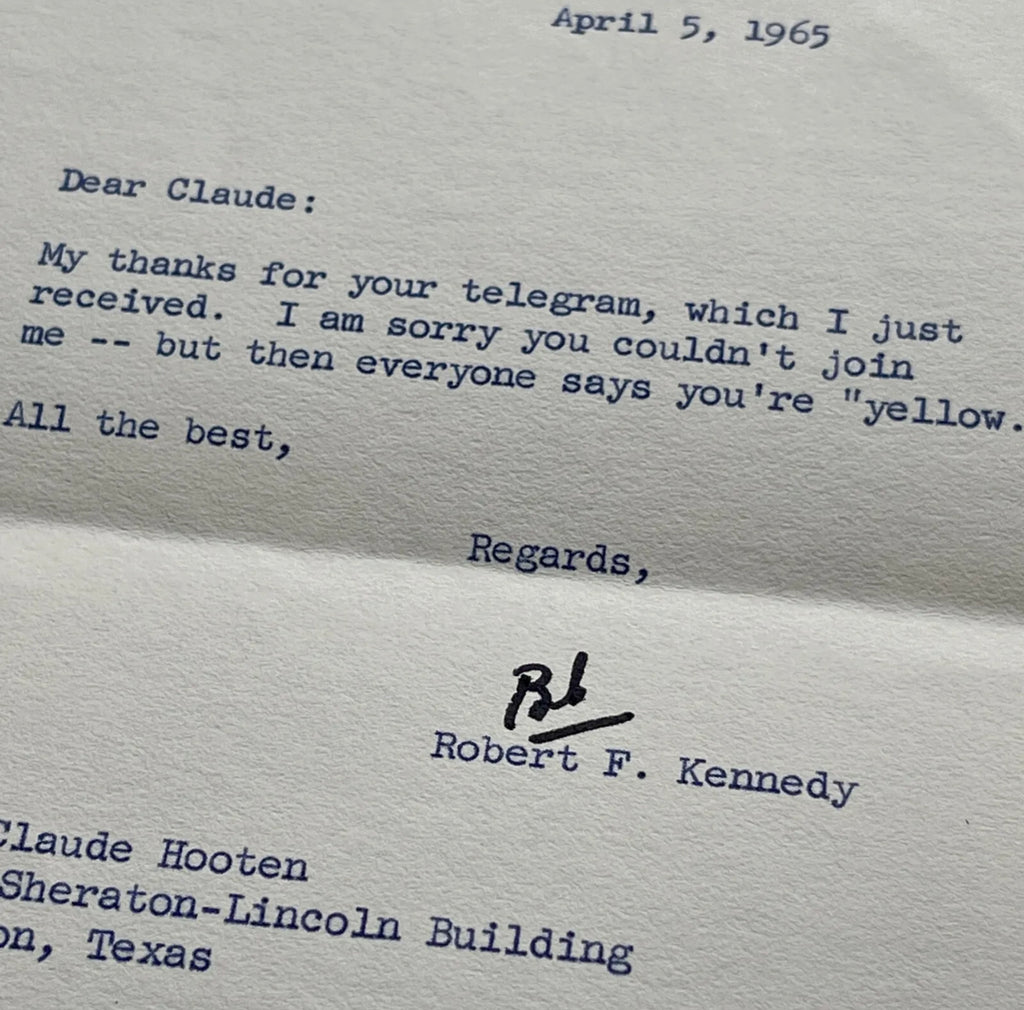 April 5, 1965
Dear Claude:
My thanks for your telegram, which I just
received. I am sorry you couldn't join
me -- but then everyone says you're "yellow.
All the best,
Regards,
Bob
Robert F. Kennedy
Claude Hooten
Sheraton-Lincoln Building
on, Texas